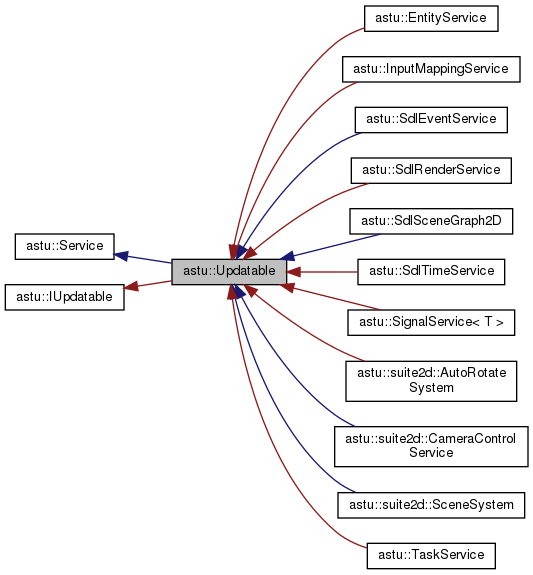 astu::EntityService
astu::InputMappingService
astu::SdlEventService
astu::SdlRenderService
astu::SdlSceneGraph2D
astu::Service
astu::Updatable
astu::SdlTimeService
astu::IUpdatable
astu::SignalService< T >
astu::suite2d::AutoRotate
System
astu::suite2d::CameraControl
Service
astu::suite2d::SceneSystem
astu::TaskService